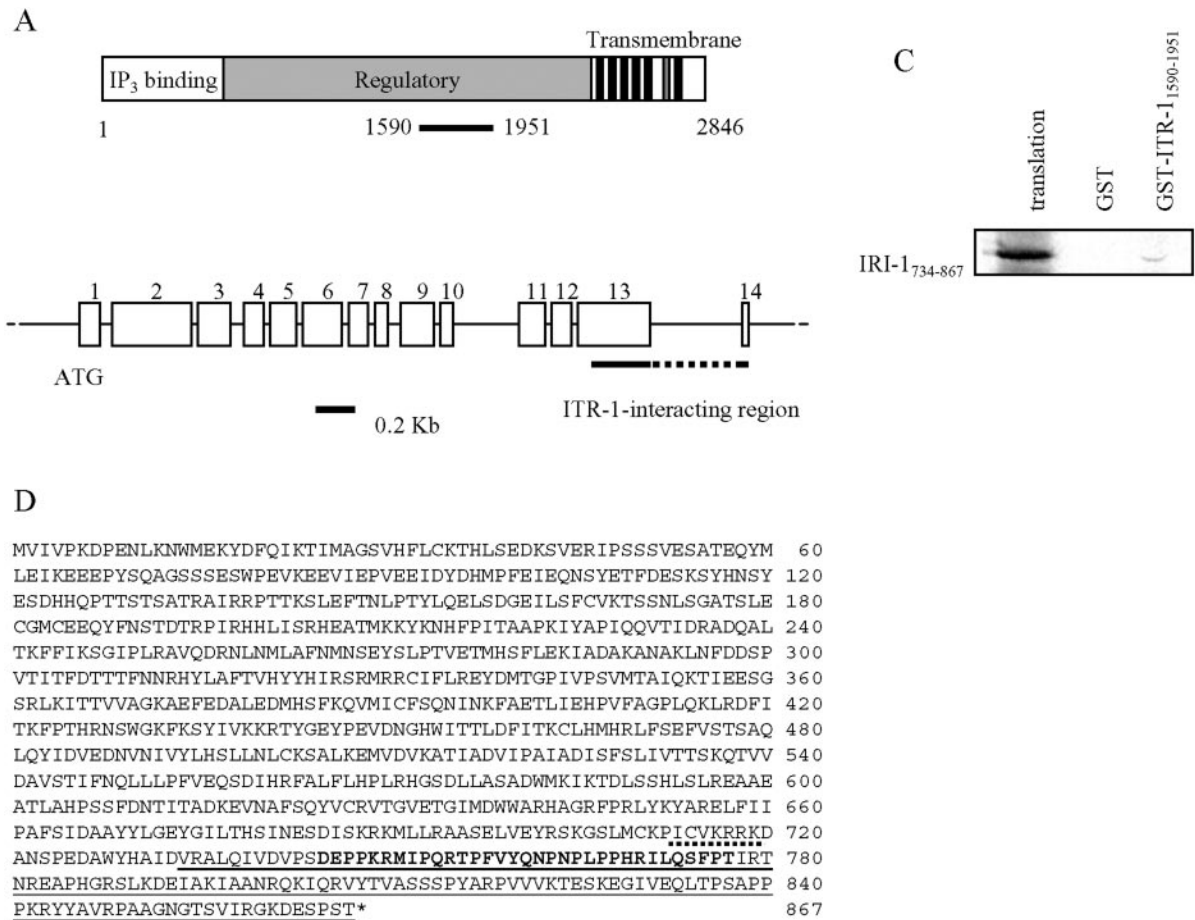 A
Transmembrane
IP3 binding
Regulatory
1
1590
1951
2846
C
translation
GST
GST-ITR-11590-1951
IRI-1734-867
1 2 3 4 5 6 7 8 9 10 11 12 13 14
ATG
ITR-1-interacting region
0.2 Kb
D
MVIVPKDPENLKNWMEKYDFQIKTIMAGSVHFLCKTHLSEDKSVERIPSSSVESATEQYM 60
LEIKEEEPYSQAGSSSESWPEVKEEVIEPVEEIDYDHMPFEIEQNSYETFDESKSYHNSY 120
ESDHHQPTTSTSATRAIRRPTTKSLEFTNLPTYLQELSDGEILSFCVKTSSNLSGATSLE 180
CGMCEEQYFNSTDTRPIRHHLISRHEATMKKYKNHFPITAAPKIYAPIQQVTIDRADQAL 240
TKFFIKSGIPLRAVQDRNLNMLAFNMNSEYSLPTVETMHSFLEKIADAKANAKLNFDDSP 300
VTITFDTTTFNNRHYLAFTVHYYHIRSRMRRCIFLREYDMTGPIVPSVMTAIQKTIEESG 360
SRLKITTVVAGKAEFEDALEDMHSFKQVMICFSQNINKFAETLIEHPVFAGPLQKLRDFI 420
TKFPTHRNSWGKFKSYIVKKRTYGEYPEVDNGHWITTLDFITKCLHMHRLFSEFVSTSAQ 480
LQYIDVEDNVNIVYLHSLLNLCKSALKEMVDVKATIADVIPAIADISFSLIVTTSKQTVV 540
DAVSTIFNQLLLPFVEQSDIHRFALFLHPLRHGSDLLASADWMKIKTDLSSHLSLREAAE 600
ATLAHPSSFDNTITADKEVNAFSQYVCRVTGVETGIMDWWARHAGRFPRLYKYARELFII 660
PAFSIDAAYYLGEYGILTHSINESDISKRKMLLRAASELVEYRSKGSLMCKPICVKRRKD 720
ANSPEDAWYHAIDVRALQIVDVPSDEPPKRMIPQRTPFVYQNPNPLPPHRILQSFPTIRT 780
NREAPHGRSLKDEIAKIAANRQKIQRVYTVASSSPYARPVVVKTESKEGIVEQLTPSAPP 840
PKRYYAVRPAAGNGTSVIRGKDESPST* 867